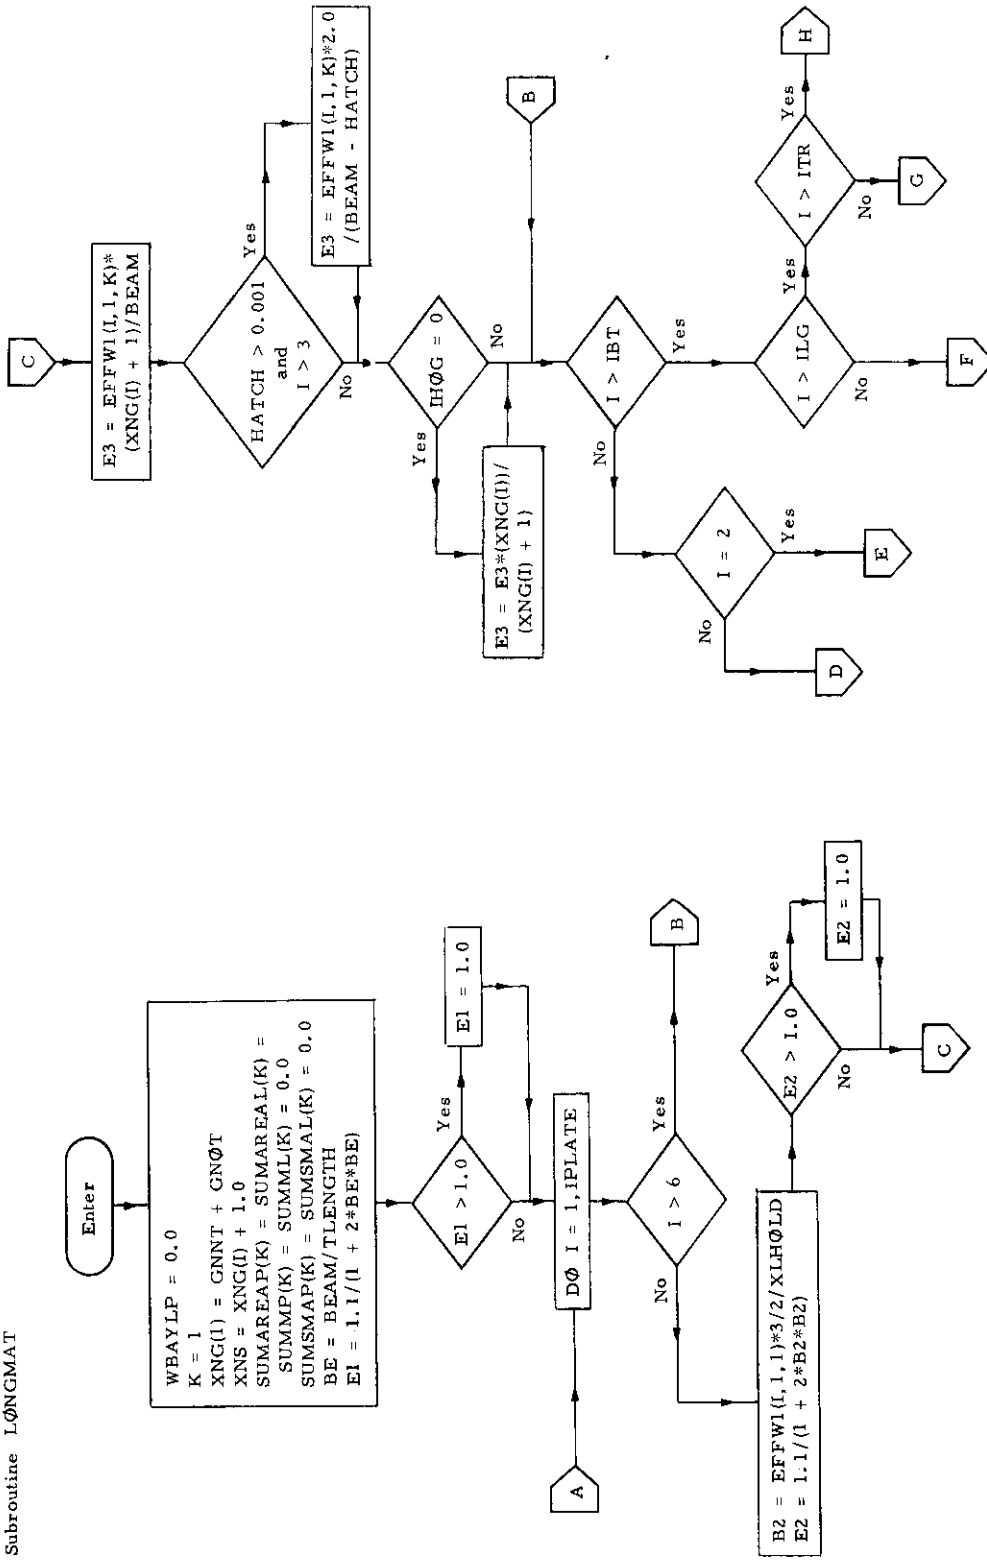 Subroutine LØNGMAT
Enter
WBAYLP = 0.0
K = 1
XNG(1) = GNNT + GNØT
XNS = XNG(I) + 1.0
SUMAREAP(K) = SUMAREAL(K) =
SUMMP(K) = SUMML(K) = 0.0
SUMSMAP(K) = SUMSMAL(K) = 0.0
BE = BEAM/TLENGTH
E1 = 1.1/(1 + 2*BE*BE)
E1 > 1.0
Yes
E1 = 1.0
No
A
DØ I = 1,IPLATE
I > 6
Yes
B
No
B2 = EFFW1(I,1,1)*3/2/XLHØLD
E2 = 1.1/(1 + 2*B2*B2)
E2 > 1.0
Yes
E2 = 1.0
No
C
C
E3 = EFFW1(I,1,K)*
(XNG(I) + 1)/BEAM
HATCH > 0.001
and
I > 3
Yes
E3 = EFFW1(I,1,K)*2.0
/(BEAM - HATCH)
No
IHØG = 0
Yes
E3 = E3*(XNG(I))/
(XNG(I) + 1)
No
B
I > IBT
No
I = 2
No
D
Yes
E
Yes
I > ILG
No
F
Yes
I > ITR
No
G
Yes
H